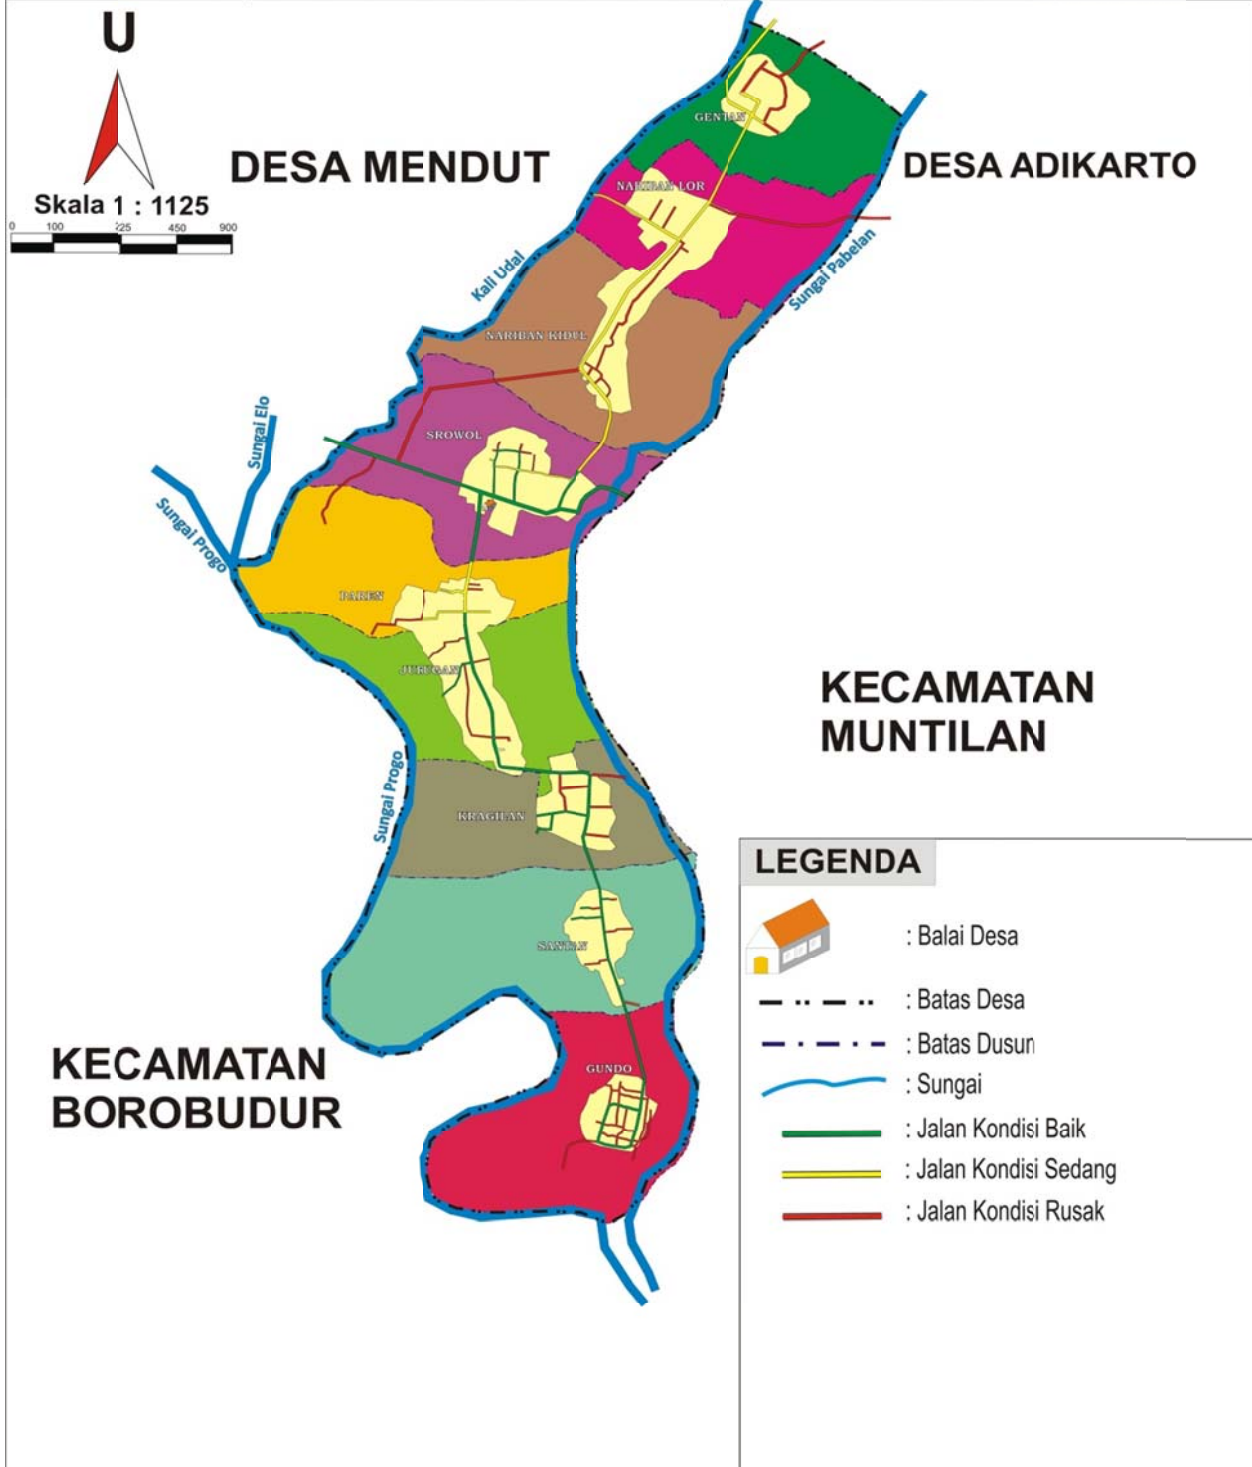 U
Skala 1 : 1125
0 100 225 450 900
DESA MENDUT
DESA ADIKARTO
GENTAN
NARIBAN LOR
Kali Udal
Sungai Pabelan
NARIBAN KIDUL
SROWOL
Sungai Elo
Sungai Progo
PAREN
JURUGAN
KECAMATAN
MUNTILAN
Sungai Progo
KRAGILAN
SANTAN
GUNDO
KECAMATAN
BOROBUDUR
LEGENDA
: Balai Desa
: Batas Desa
: Batas Dusun
: Sungai
: Jalan Kondisi Baik
: Jalan Kondisi Sedang
: Jalan Kondisi Rusak